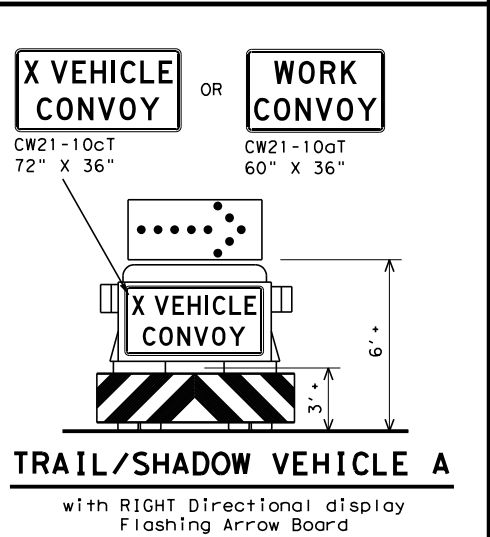 X VEHICLE
CONVOY
OR
WORK
CONVOY
CW21-10cT
72" X 36"
CW21-10aT
60" X 36"
X VEHICLE
CONVOY
6' +
3' +
TRAIL/SHADOW VEHICLE A
with RIGHT Directional display
Flashing Arrow Board